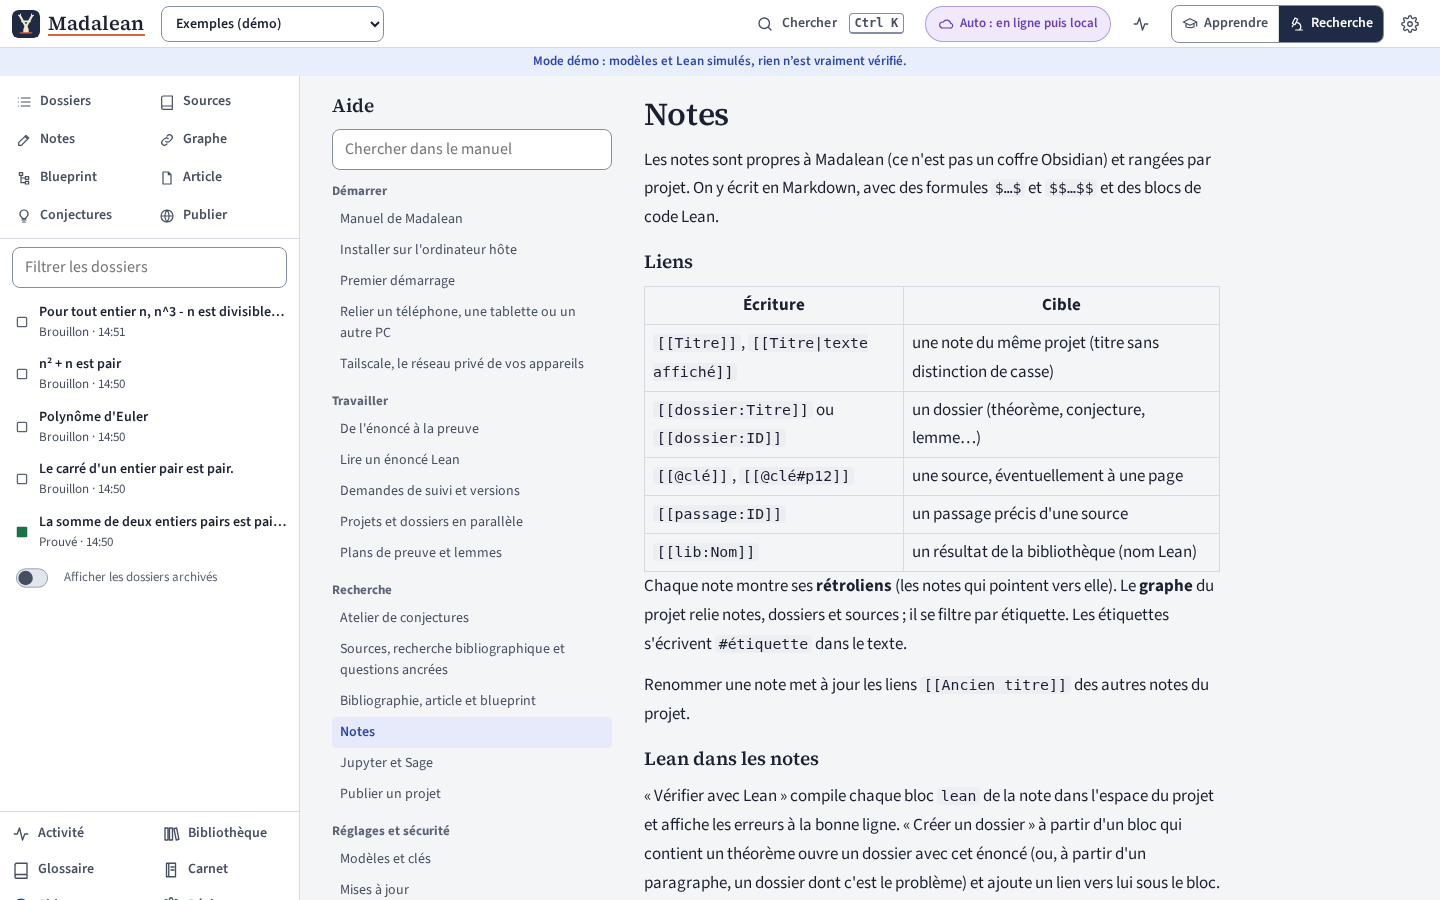 Madalean
Exemples (démo)
Chercher
Ctrl K
Auto : en ligne puis local
Apprendre
Recherche
Mode démo : modèles et Lean simulés, rien n'est vraiment vérifié.
Dossiers
Sources
Notes
Graphe
Blueprint
Article
Conjectures
Publier
Filtrer les dossiers
Pour tout entier n, n^3 - n est divisible…
Brouillon · 14:51
n² + n est pair
Brouillon · 14:50
Polynôme d'Euler
Brouillon · 14:50
Le carré d'un entier pair est pair.
Brouillon · 14:50
La somme de deux entiers pairs est pai…
Prouvé · 14:50
Afficher les dossiers archivés
Activité
Bibliothèque
Glossaire
Carnet
Aide
Chercher dans le manuel
Démarrer
Manuel de Madalean
Installer sur l'ordinateur hôte
Premier démarrage
Relier un téléphone, une tablette ou un
autre PC
Tailscale, le réseau privé de vos appareils
Travailler
De l'énoncé à la preuve
Lire un énoncé Lean
Demandes de suivi et versions
Projets et dossiers en parallèle
Plans de preuve et lemmes
Recherche
Atelier de conjectures
Sources, recherche bibliographique et
questions ancrées
Bibliographie, article et blueprint
Notes
Jupyter et Sage
Publier un projet
Réglages et sécurité
Modèles et clés
Mises à jour
Notes
Les notes sont propres à Madalean (ce n'est pas un coffre Obsidian) et rangées par
projet. On y écrit en Markdown, avec des formules $…$ et $$…$$ et des blocs de
code Lean.
Liens
Écriture
Cible
[[Titre]], [[Titre|texte
affiché]]
une note du même projet (titre sans
distinction de casse)
[[dossier:Titre]] ou
[[dossier:ID]]
un dossier (théorème, conjecture,
lemme…)
[[@clé]], [[@clé#p12]]
une source, éventuellement à une page
[[passage:ID]]
un passage précis d'une source
[[lib:Nom]]
un résultat de la bibliothèque (nom Lean)
Chaque note montre ses rétroliens (les notes qui pointent vers elle). Le graphe du
projet relie notes, dossiers et sources ; il se filtre par étiquette. Les étiquettes
s'écrivent #étiquette dans le texte.
Renommer une note met à jour les liens [[Ancien titre]] des autres notes du
projet.
Lean dans les notes
« Vérifier avec Lean » compile chaque bloc lean de la note dans l'espace du projet
et affiche les erreurs à la bonne ligne. « Créer un dossier » à partir d'un bloc qui
contient un théorème ouvre un dossier avec cet énoncé (ou, à partir d'un
paragraphe, un dossier dont c'est le problème) et ajoute un lien vers lui sous le bloc.